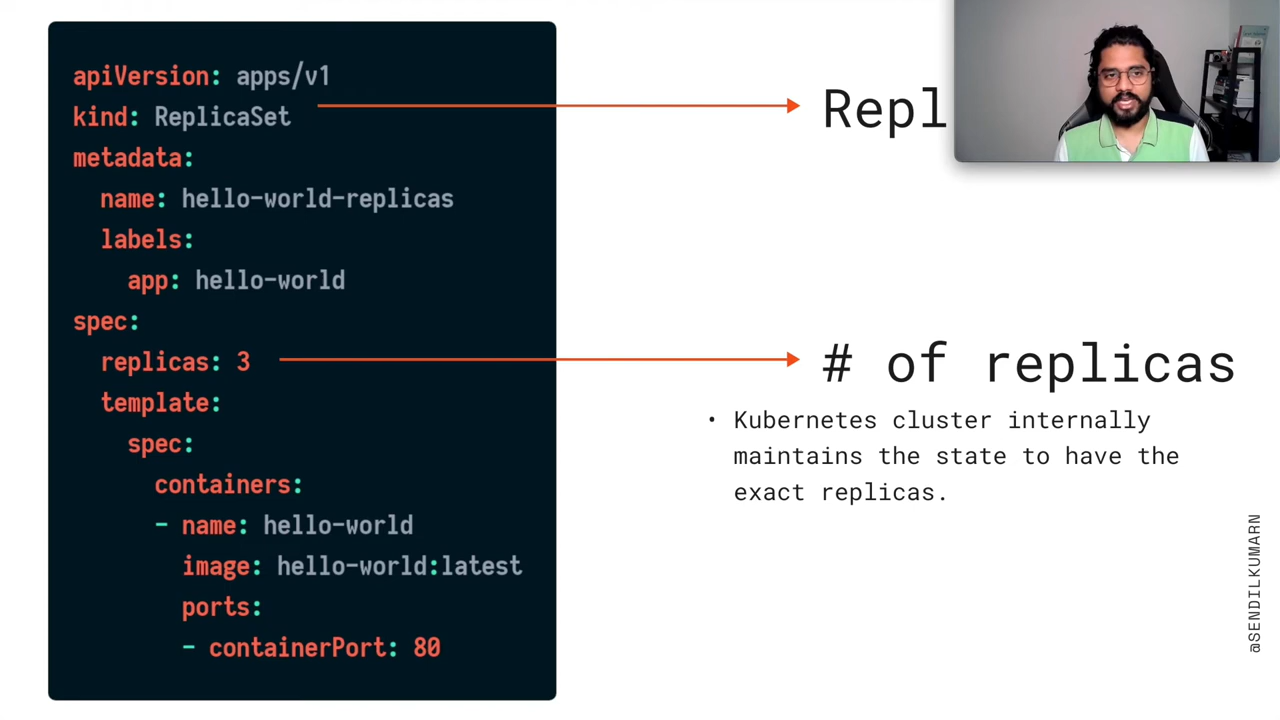 apiVersion: apps/v1
kind: ReplicaSet
metadata:
  name: hello-world-replicas
  labels:
    app: hello-world
spec:
  replicas: 3
  template:
    spec:
      containers:
      - name: hello-world
        image: hello-world:latest
        ports:
        - containerPort: 80
Repl
# of replicas
• Kubernetes cluster internally
maintains the state to have the
exact replicas.
@SENDILKUMARN